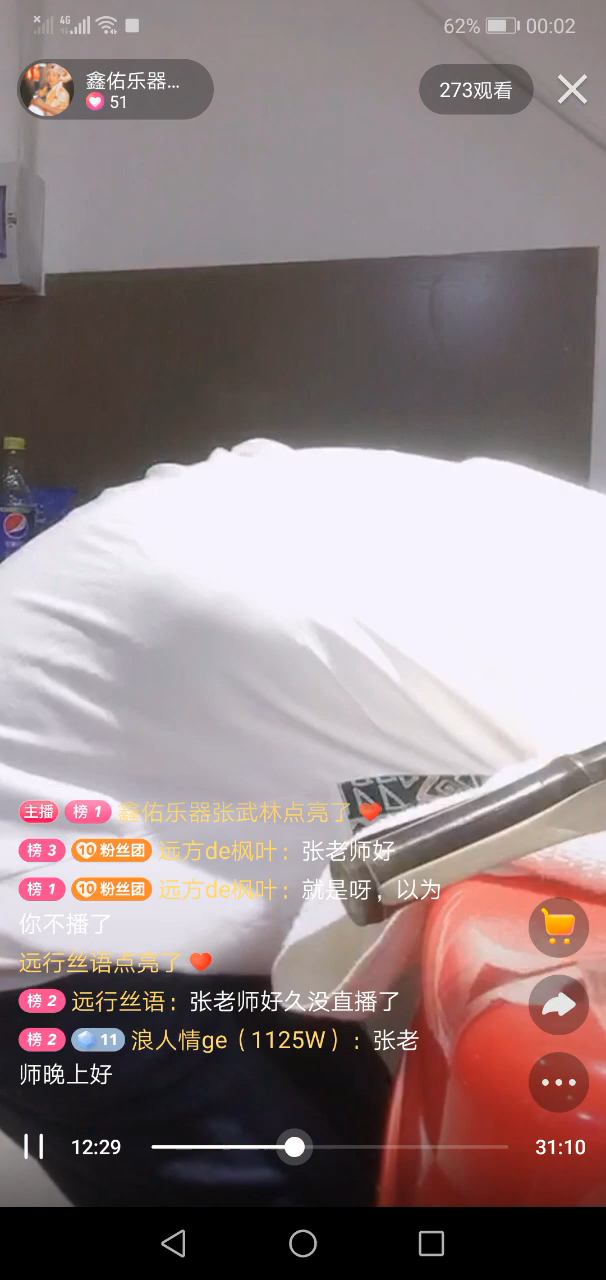 4G
62%
00:02
鑫佑乐器...
51
273观看
主播 榜 1 鑫佑乐器张武林点亮了
榜 3 10 粉丝团 远方de枫叶：张老师好
榜 1 10 粉丝团 远方de枫叶：就是呀，以为
你不播了
远行丝语点亮了
榜 2 远行丝语：张老师好久没直播了
榜 2 11 浪人情ge（1125W）：张老
师晚上好
12:29
31:10